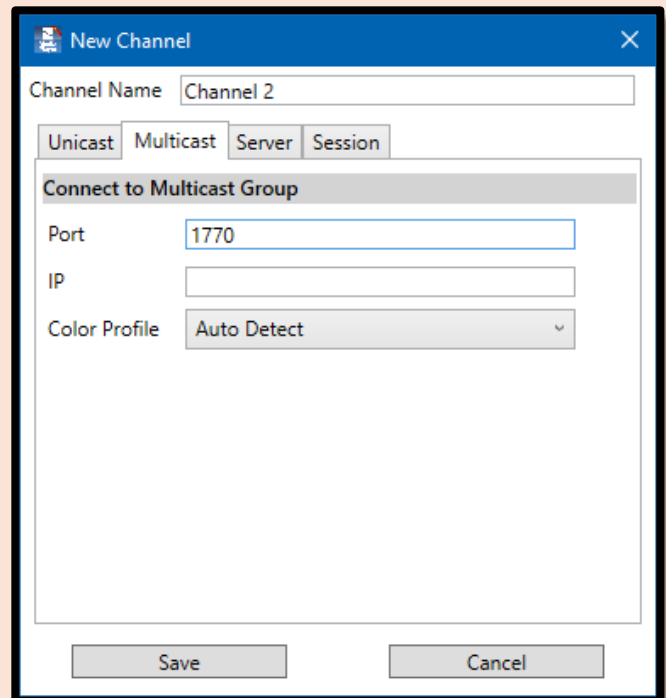 New Channel
Channel Name Channel 2
Unicast Multicast Server Session
Connect to Multicast Group
Port 1770
IP
Color Profile Auto Detect
Save Cancel